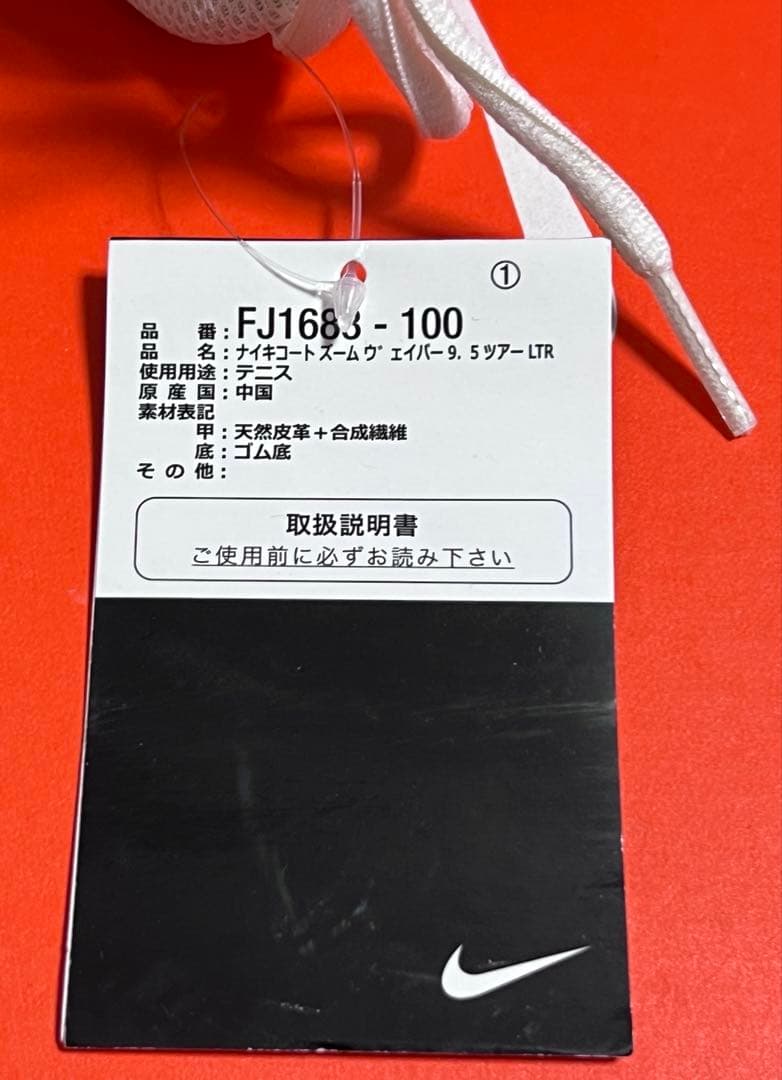 ①
品 番 : FJ1683 - 100
品 名 : ナイキコート ズーム ヴェイパー 9. 5 ツアー LTR
使用用途 : テニス
原 産 国 : 中国
素材表記
甲 : 天然皮革＋合成繊維
底 : ゴム底
そ の 他 :
取扱説明書
ご使用前に必ずお読み下さい